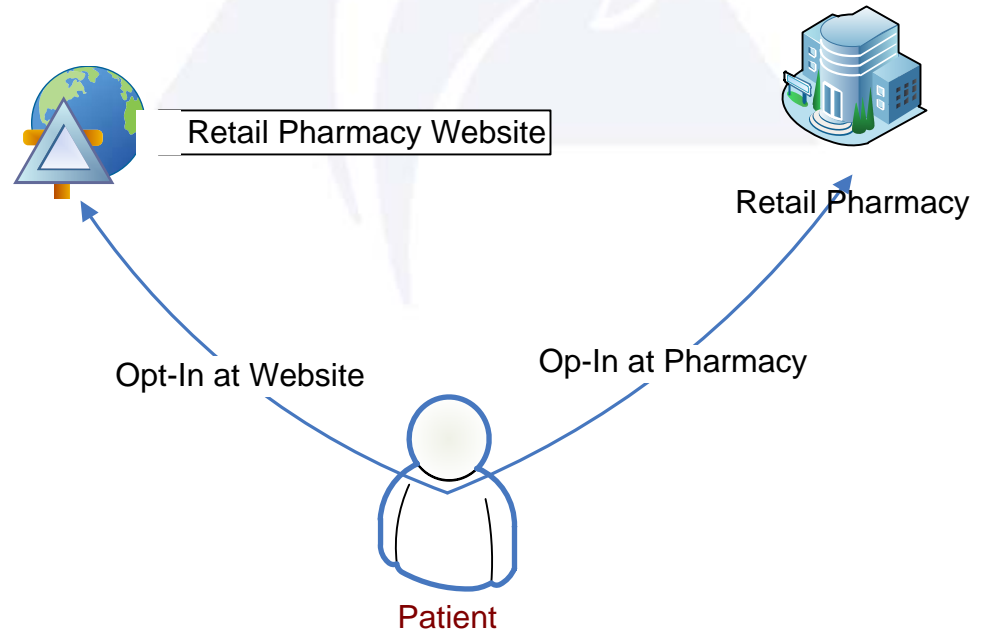 Retail Pharmacy Website
Retail Pharmacy
Opt-In at Website
Op-In at Pharmacy
Patient